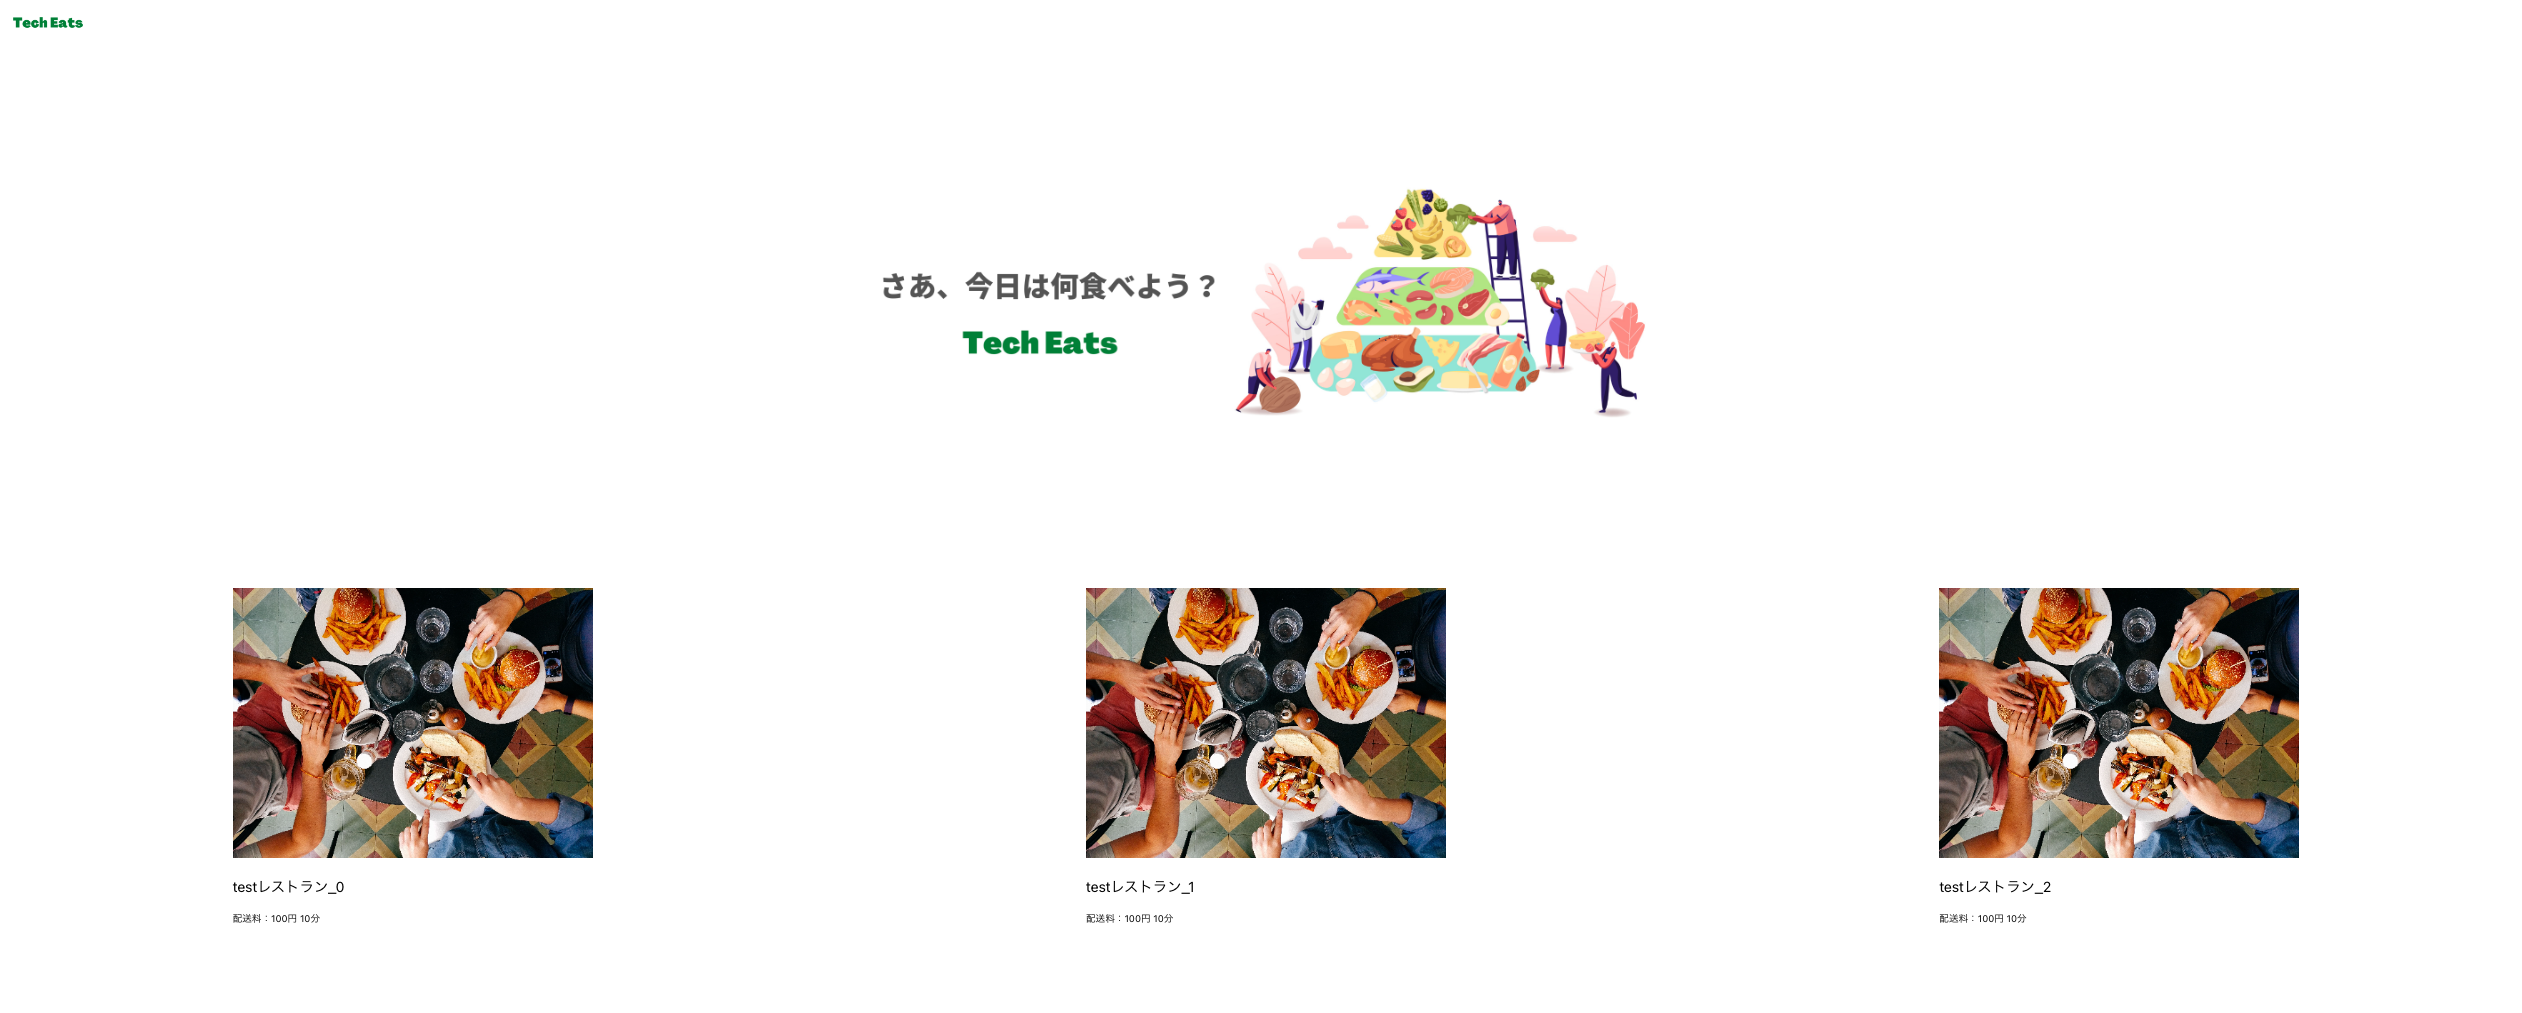 Tech Eats
さあ、今日は何食べよう？
Tech Eats
testレストラン_0
配送料：100円 10分
testレストラン_1
配送料：100円 10分
testレストラン_2
配送料：100円 10分